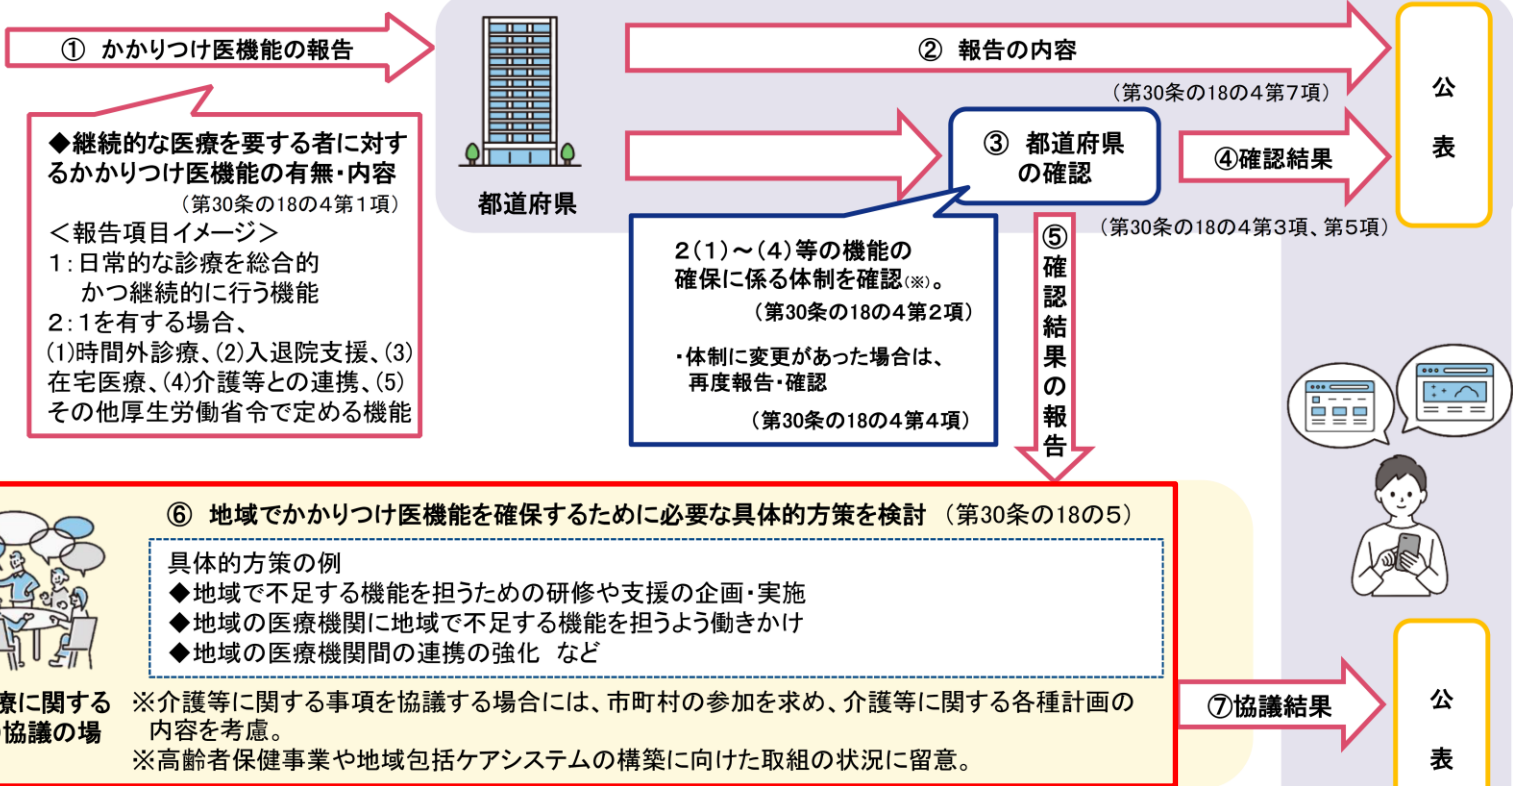 ① かかりつけ医機能の報告
◆継続的な医療を要する者に対す
るかかりつけ医機能の有無・内容
（第30条の18の4第1項）
＜報告項目イメージ＞
1：日常的な診療を総合的
かつ継続的に行う機能
2：1を有する場合、
(1)時間外診療、(2)入退院支援、(3)
在宅医療、(4)介護等との連携、(5)
その他厚生労働省令で定める機能
都道府県
② 報告の内容
（第30条の18の4第7項）
③ 都道府県
の確認
④確認結果
（第30条の18の4第3項、第5項）
公
表
2(1)～(4)等の機能の
確保に係る体制を確認(※)。
（第30条の18の4第2項）
・体制に変更があった場合は、
再度報告・確認
（第30条の18の4第4項）
⑤確認結果の報告
⑥ 地域でかかりつけ医機能を確保するために必要な具体的方策を検討 （第30条の18の5）
具体的方策の例
◆地域で不足する機能を担うための研修や支援の企画・実施
◆地域の医療機関に地域で不足する機能を担うよう働きかけ
◆地域の医療機関間の連携の強化 など
療に関する
協議の場
※介護等に関する事項を協議する場合には、市町村の参加を求め、介護等に関する各種計画の
内容を考慮。
※高齢者保健事業や地域包括ケアシステムの構築に向けた取組の状況に留意。
⑦協議結果
公
表